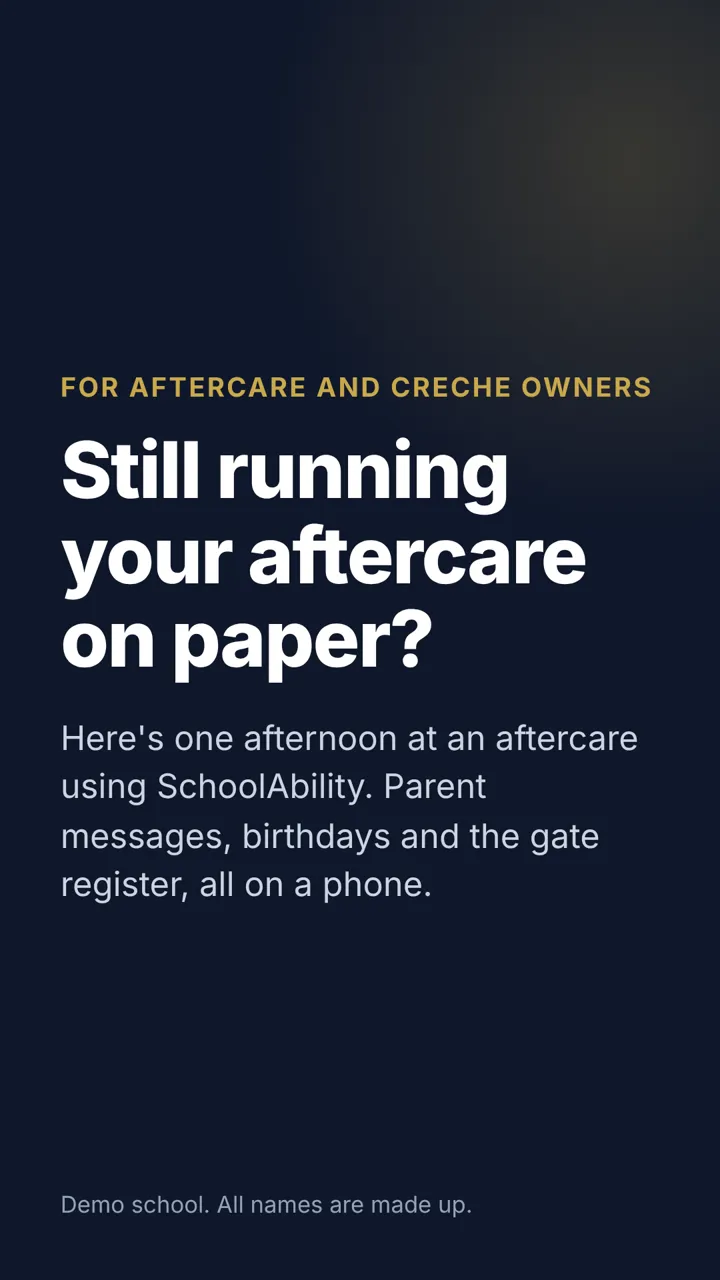 FOR AFTERCARE AND CRECHE OWNERS
Still running
your aftercare
on paper?
Here's one afternoon at an aftercare
using SchoolAbility. Parent
messages, birthdays and the gate
register, all on a phone.
Demo school. All names are made up.